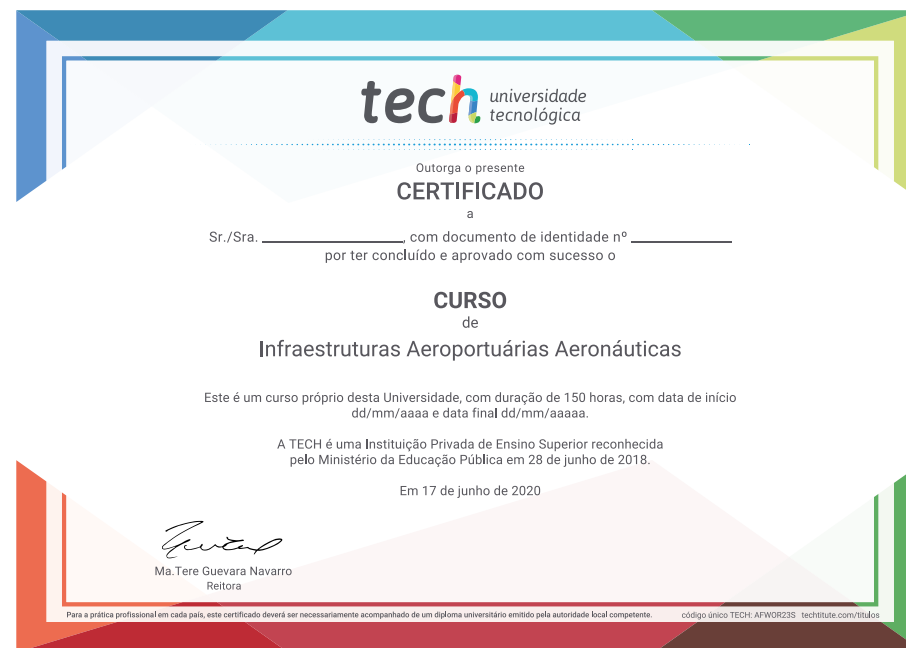 tech universidade
tecnológica
Outorga o presente
CERTIFICADO
a
Sr./Sra. ____________, com documento de identidade nº ____________
por ter concluído e aprovado com sucesso o
CURSO
de
Infraestruturas Aeroportuárias Aeronáuticas
Este é um curso próprio desta Universidade, com duração de 150 horas, com data de início
dd/mm/aaaa e data final dd/mm/aaaaa.
A TECH é uma Instituição Privada de Ensino Superior reconhecida
pelo Ministério da Educação Pública em 28 de junho de 2018.
Em 17 de junho de 2020
Ma.Tere Guevara Navarro
Reitora
Para a prática profissional em cada país, este certificado deverá ser necessariamente acompanhado de um diploma universitário emitido pela autoridade local competente. código único TECH: AFWOR23S techtitute.com/titulos